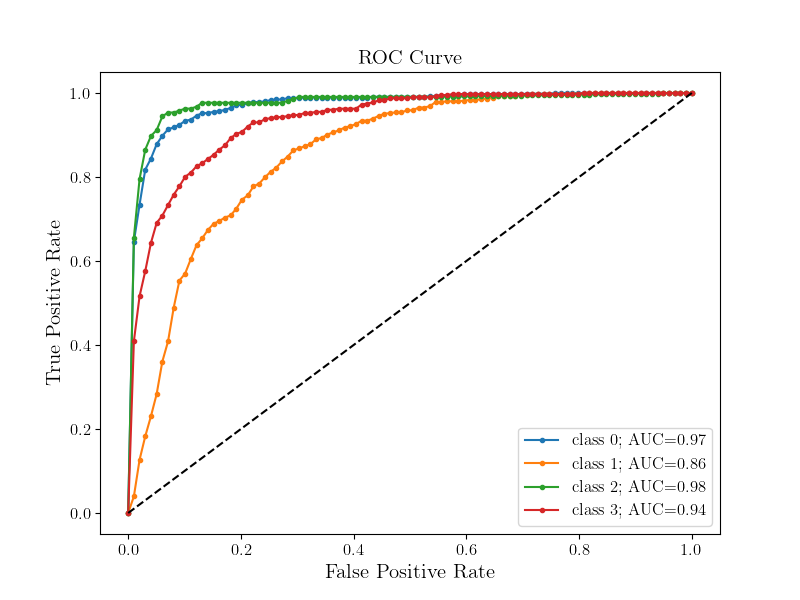 ROC Curve
True Positive Rate
1.0
0.8
0.6
0.4
0.2
0.0
class 0; AUC=0.97
class 1; AUC=0.86
class 2; AUC=0.98
class 3; AUC=0.94
0.0 0.2 0.4 0.6 0.8 1.0
False Positive Rate